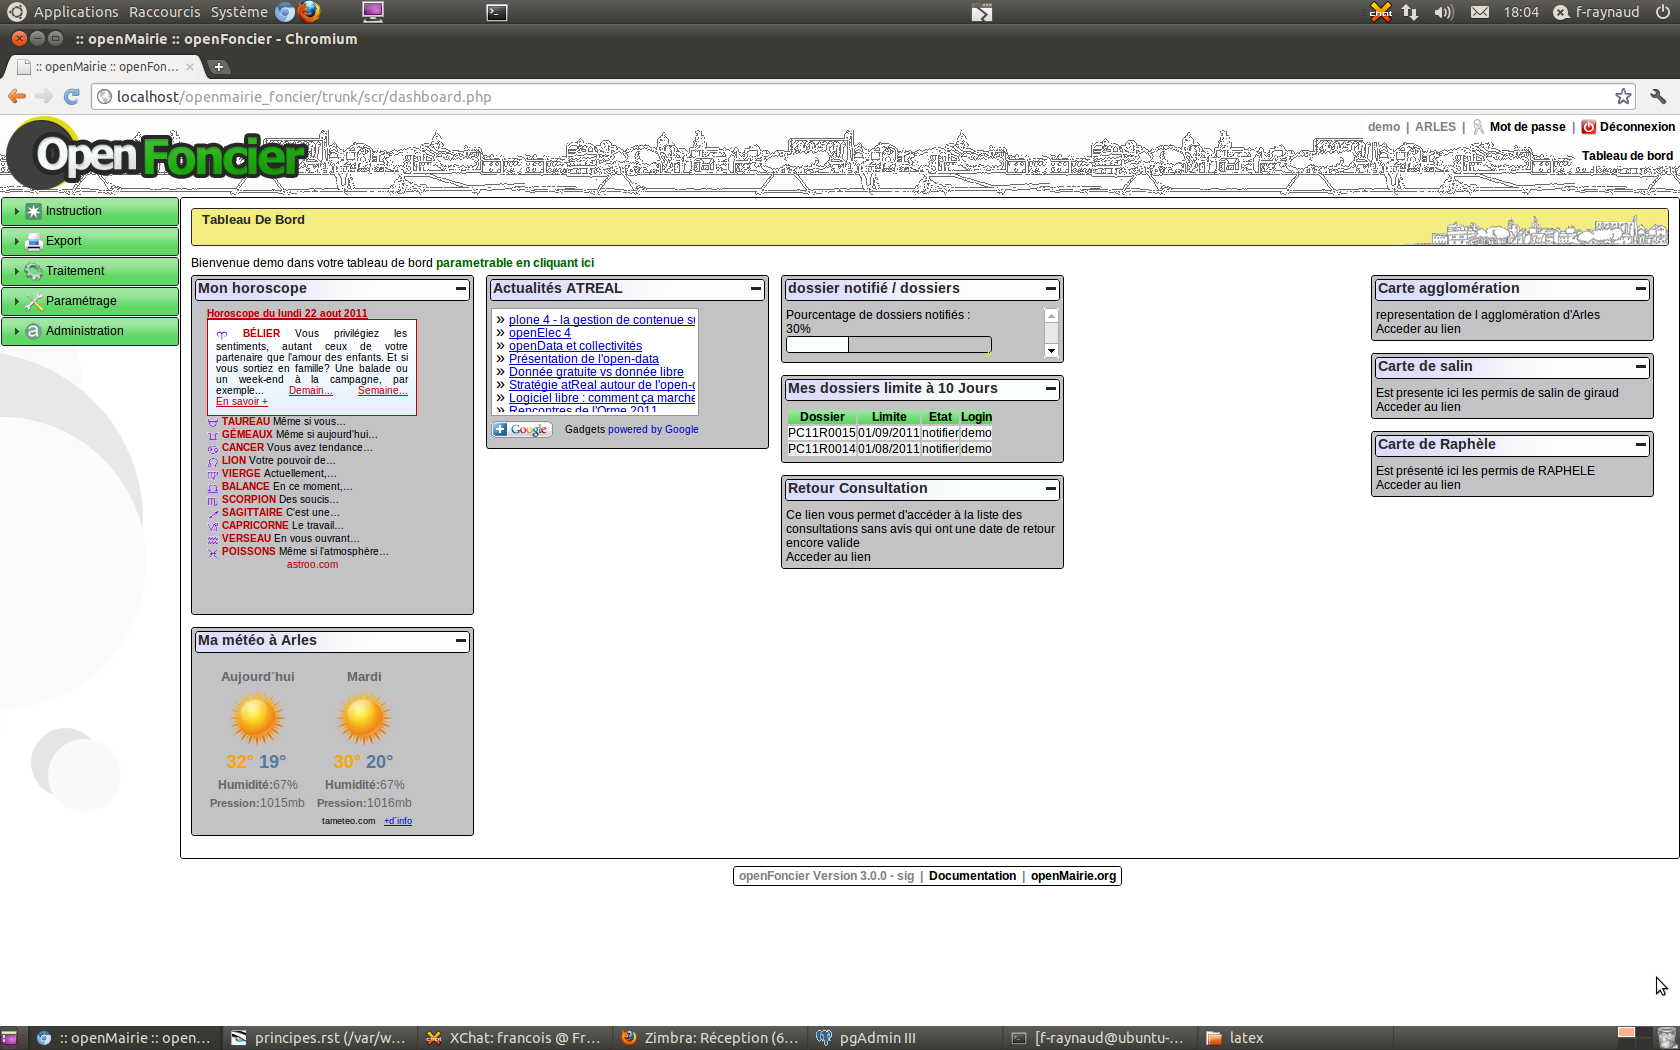 Applications Raccourcis Système
18:04 f-raynaud
:: openMairie :: openFoncier - Chromium
:: openMairie :: openFon...
localhost/openmairie_foncier/trunk/scr/dashboard.php
Open Foncier
demo | ARLES | Mot de passe | Déconnexion
Tableau de bord
Instruction
Export
Traitement
Paramétrage
Administration
Tableau De Bord
Bienvenue demo dans votre tableau de bord parametrable en cliquant ici
Mon horoscope
Horoscope du lundi 22 aout 2011
BÉLIER Vous privilégiez les
sentiments, autant ceux de votre
partenaire que l'amour des enfants. Et si
vous sortiez en famille? Une balade ou
un week-end à la campagne, par
exemple... Demain... Semaine...
En savoir +
TAUREAU Même si vous...
GÉMEAUX Même si aujourd'hui...
CANCER Vous avez tendance...
LION Votre pouvoir de...
VIERGE Actuellement,...
BALANCE En ce moment,...
SCORPION Des soucis...
SAGITTAIRE C'est une...
CAPRICORNE Le travail...
VERSEAU En vous ouvrant...
POISSONS Même si l'atmosphère...
astroo.com
Ma météo à Arles
Aujourd´hui Mardi
32° 19° 30° 20°
Humidité:67% Humidité:67%
Pression:1015mb Pression:1016mb
tameteo.com +d´info
Actualités ATREAL
» plone 4 - la gestion de contenue su
» openElec 4
» openData et collectivités
» Présentation de l'open-data
» Donnée gratuite vs donnée libre
» Stratégie atReal autour de l'open-c
» Logiciel libre : comment ça marche
» Rencontres de l'Orme 2011
Google Gadgets powered by Google
dossier notifié / dossiers
Pourcentage de dossiers notifiés :
30%
Mes dossiers limite à 10 Jours
Dossier Limite Etat Login
PC11R0015 01/09/2011 notifier demo
PC11R0014 01/08/2011 notifier demo
Retour Consultation
Ce lien vous permet d'accéder à la liste des
consultations sans avis qui ont une date de retour
encore valide
Acceder au lien
Carte agglomération
representation de l agglomération d'Arles
Acceder au lien
Carte de salin
Est presente ici les permis de salin de giraud
Acceder au lien
Carte de Raphèle
Est présenté ici les permis de RAPHELE
Acceder au lien
openFoncier Version 3.0.0 - sig | Documentation | openMairie.org
:: openMairie :: open... principes.rst (/var/w... XChat: francois @ Fr... Zimbra: Réception (6... pgAdmin III [f-raynaud@ubuntu-... latex